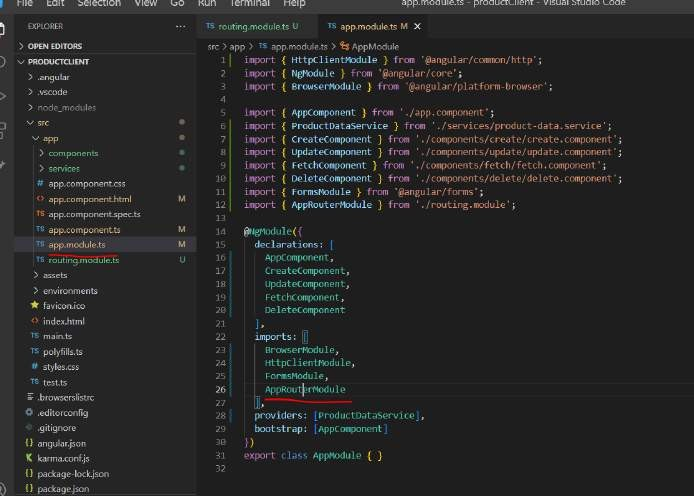 File Edit Selection View Go Run Terminal Help app.module.ts - productClient - Visual Studio Code
EXPLORER
OPEN EDITORS
PRODUCTCLIENT
.angular
.vscode
node_modules
src
app
components
services
app.component.css
app.component.html M
app.component.spec.ts
app.component.ts M
app.module.ts M
routing.module.ts U
assets
environments
favicon.ico
index.html
TS main.ts
TS polyfills.ts
styles.css
TS test.ts
.browserslistrc
.editorconfig
.gitignore
angular.json
karma.conf.js
package-lock.json
package.json
TS routing.module.ts U
TS app.module.ts M
src > app > TS app.module.ts > AppModule
1 import { HttpClientModule } from '@angular/common/http';
2 import { NgModule } from '@angular/core';
3 import { BrowserModule } from '@angular/platform-browser';
4
5 import { AppComponent } from './app.component';
6 import { ProductDataService } from './services/product-data.service';
7 import { CreateComponent } from './components/create/create.component';
8 import { UpdateComponent } from './components/update/update.component';
9 import { FetchComponent } from './components/fetch/fetch.component';
10 import { DeleteComponent } from './components/delete/delete.component';
11 import { FormsModule } from '@angular/forms';
12 import { AppRouterModule } from './routing.module';
13
14 @NgModule({
15 declarations: [
16 AppComponent,
17 CreateComponent,
18 UpdateComponent,
19 FetchComponent,
20 DeleteComponent
21 ],
22 imports: [
23 BrowserModule,
24 HttpClientModule,
25 FormsModule,
26 AppRouterModule
27 ],
28 providers: [ProductDataService],
29 bootstrap: [AppComponent]
30 })
31 export class AppModule { }
32